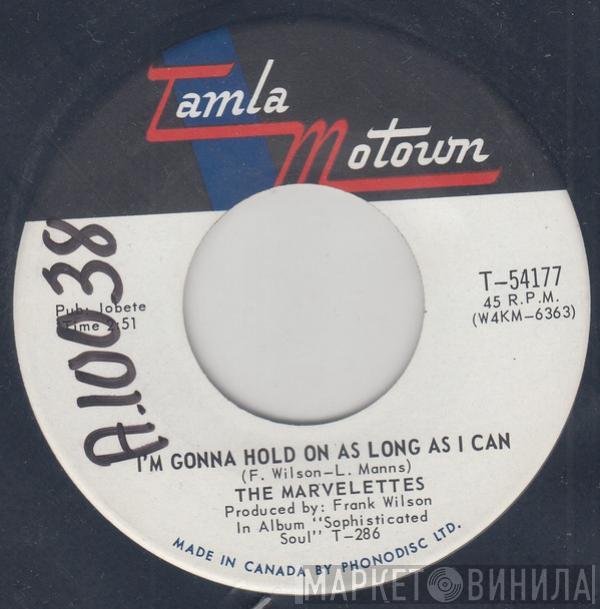 Tamla
Motown
T-54177
45 R.P.M.
(W4KM-6363)
Pub: Jobete
Time 2:51
A.10038
I'M GONNA HOLD ON AS LONG AS I CAN
(F. Wilson-L. Manns)
THE MARVELETTES
Produced by: Frank Wilson
In Album "Sophisticated
Soul" T-286
MADE IN CANADA BY PHONODISC LTD.
МАРКЕТ ВИНИЛА